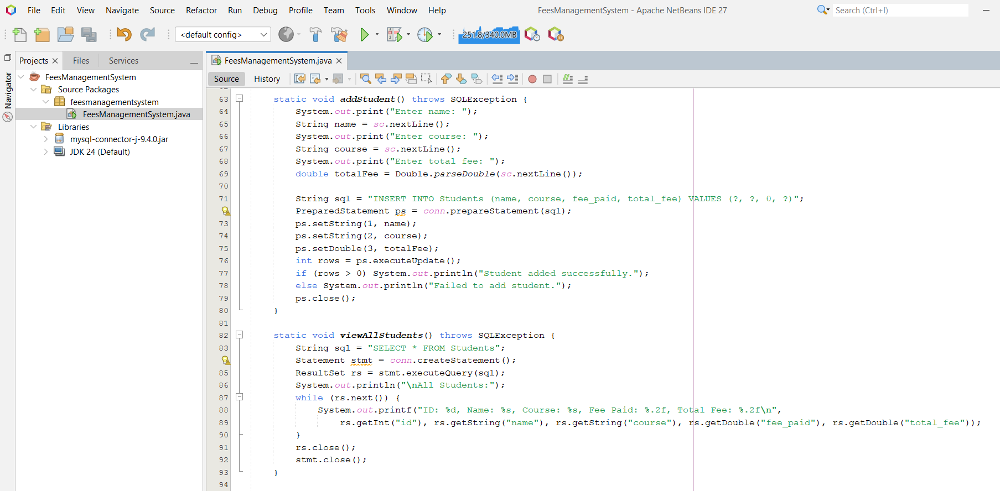 File Edit View Navigate Source Refactor Run Debug Profile Team Tools Window Help FeesManagementSystem - Apache NetBeans IDE 27 Search (Ctrl+I)
<default config> 251.8/340.0MB
Projects Files Services FeesManagementSystem.java
Navigator
Source History
FeesManagementSystem
Source Packages
feesmanagementsystem
FeesManagementSystem.java
Libraries
mysql-connector-j-9.4.0.jar
JDK 24 (Default)
63 static void addStudent() throws SQLException {
64 System.out.print("Enter name: ");
65 String name = sc.nextLine();
66 System.out.print("Enter course: ");
67 String course = sc.nextLine();
68 System.out.print("Enter total fee: ");
69 double totalFee = Double.parseDouble(sc.nextLine());
70
71 String sql = "INSERT INTO Students (name, course, fee_paid, total_fee) VALUES (?, ?, 0, ?)";
PreparedStatement ps = conn.prepareStatement(sql);
73 ps.setString(1, name);
74 ps.setString(2, course);
75 ps.setDouble(3, totalFee);
76 int rows = ps.executeUpdate();
77 if (rows > 0) System.out.println("Student added successfully.");
78 else System.out.println("Failed to add student.");
79 ps.close();
80 }
81
82 static void viewAllStudents() throws SQLException {
83 String sql = "SELECT * FROM Students";
Statement stmt = conn.createStatement();
85 ResultSet rs = stmt.executeQuery(sql);
86 System.out.println("\nAll Students:");
87 while (rs.next()) {
88 System.out.printf("ID: %d, Name: %s, Course: %s, Fee Paid: %.2f, Total Fee: %.2f\n",
89 rs.getInt("id"), rs.getString("name"), rs.getString("course"), rs.getDouble("fee_paid"), rs.getDouble("total_fee"));
90 }
91 rs.close();
92 stmt.close();
93 }
94